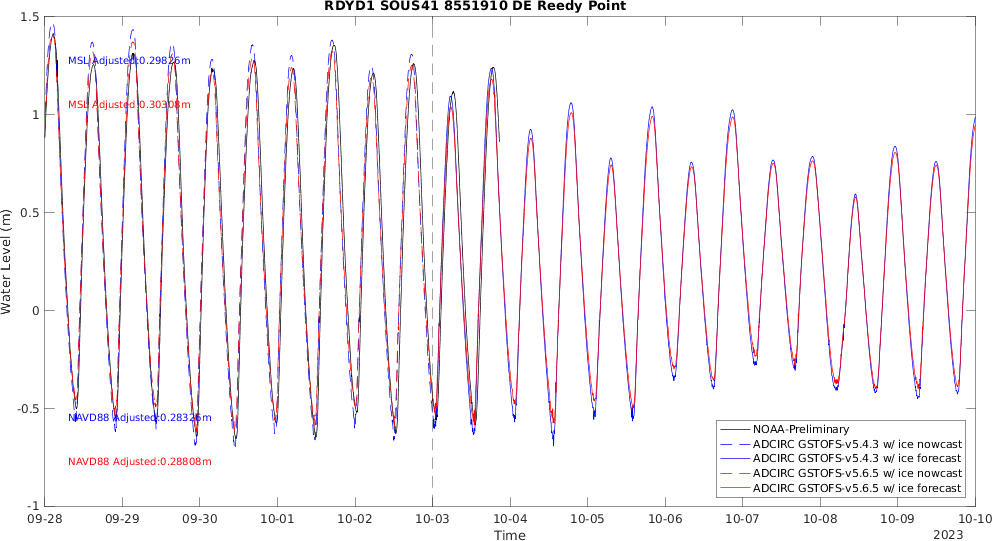 RDYD1 SOUS41 8551910 DE Reedy Point
1.5
1
0.5
0
-0.5
-1
Water Level (m)
MSL Adjusted:0.29826m
MSL Adjusted:0.30308m
NAVD88 Adjusted:0.28326m
NAVD88 Adjusted:0.28808m
NOAA-Preliminary
ADCIRC GSTOFS-v5.4.3 w/ ice nowcast
ADCIRC GSTOFS-v5.4.3 w/ ice forecast
ADCIRC GSTOFS-v5.6.5 w/ ice nowcast
ADCIRC GSTOFS-v5.6.5 w/ ice forecast
09-28 09-29 09-30 10-01 10-02 10-03 10-04 10-05 10-06 10-07 10-08 10-09 10-10
Time
2023